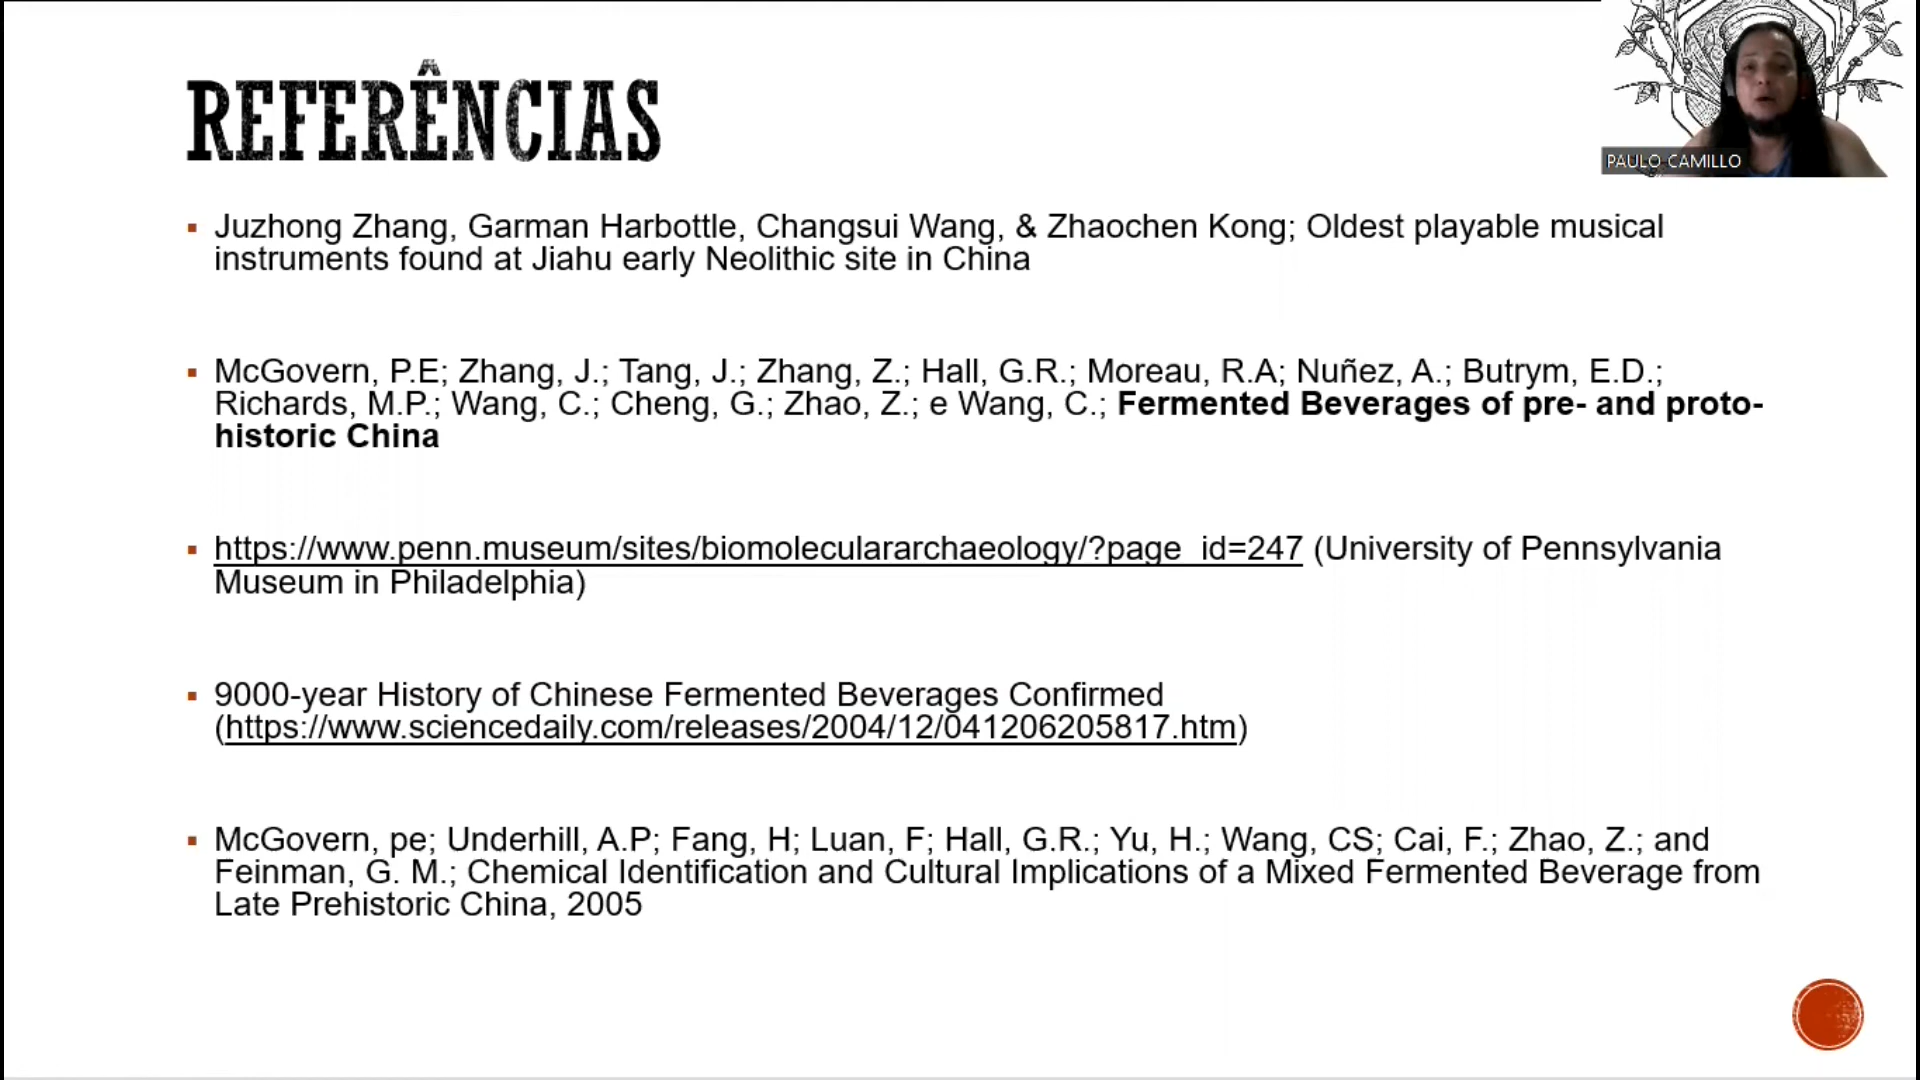 REFERÊNCIAS
PAULO CAMILLO
Juzhong Zhang, Garman Harbottle, Changsui Wang, & Zhaochen Kong; Oldest playable musical
instruments found at Jiahu early Neolithic site in China
McGovern, P.E; Zhang, J.; Tang, J.; Zhang, Z.; Hall, G.R.; Moreau, R.A; Nuñez, A.; Butrym, E.D.;
Richards, M.P.; Wang, C.; Cheng, G.; Zhao, Z.; e Wang, C.; Fermented Beverages of pre- and proto-
historic China
https://www.penn.museum/sites/biomoleculararchaeology/?page_id=247 (University of Pennsylvania
Museum in Philadelphia)
9000-year History of Chinese Fermented Beverages Confirmed
(https://www.sciencedaily.com/releases/2004/12/041206205817.htm)
McGovern, pe; Underhill, A.P; Fang, H; Luan, F; Hall, G.R.; Yu, H.; Wang, CS; Cai, F.; Zhao, Z.; and
Feinman, G. M.; Chemical Identification and Cultural Implications of a Mixed Fermented Beverage from
Late Prehistoric China, 2005